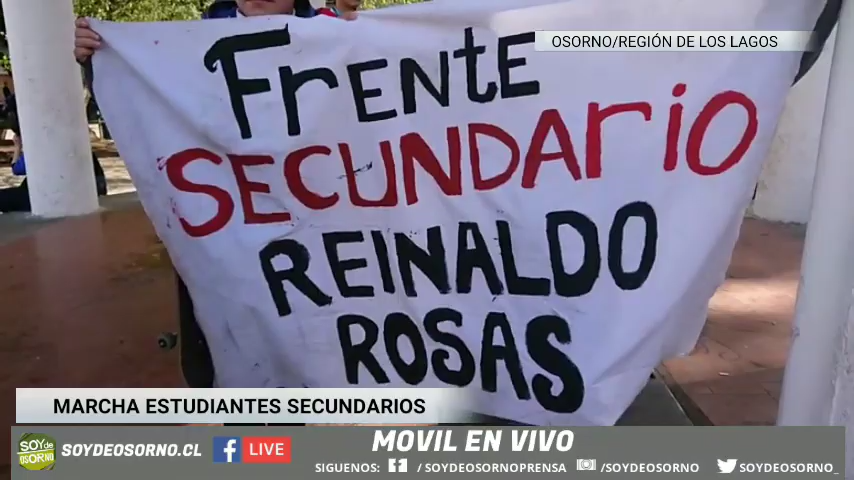 OSORNO/REGIÓN DE LOS LAGOS
FrENtE
SECUNDArio
REINALDO
ROSAS
MARCHA ESTUDIANTES SECUNDARIOS
SOY de OSORNO
SOYDEOSORNO.CL
f LIVE
MOVIL EN VIVO
SIGUENOS: /SOYDEOSORNOPRENSA /SOYDEOSORNO SOYDEOSORNO_